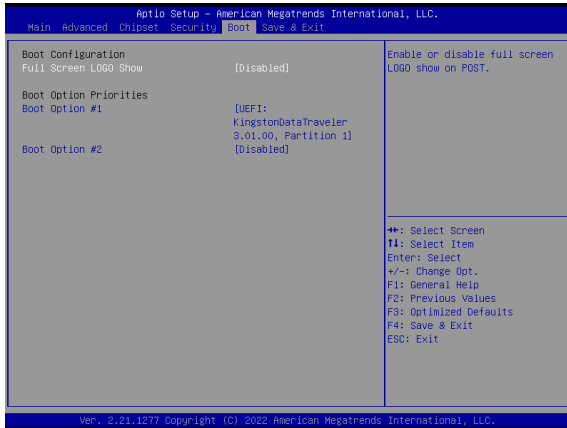 Aptio Setup – American Megatrends International, LLC.
Main Advanced Chipset Security Boot Save & Exit
Boot Configuration
Full Screen LOGO Show [Disabled]
Boot Option Priorities
Boot Option #1 [UEFI:
KingstonDataTraveler
3.01.00, Partition 1]
Boot Option #2 [Disabled]
Enable or disable full screen
LOGO show on POST.
→←: Select Screen
↑↓: Select Item
Enter: Select
+/-: Change Opt.
F1: General Help
F2: Previous Values
F3: Optimized Defaults
F4: Save & Exit
ESC: Exit
Ver. 2.21.1277 Copyright (C) 2022 American Megatrends International, LLC.